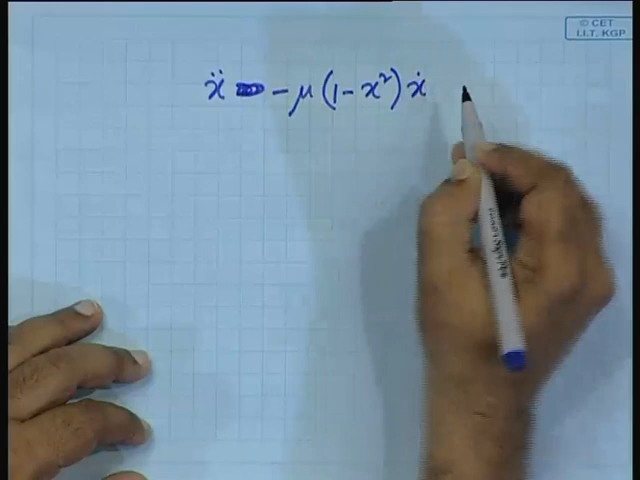 © CET
I.I.T. KGP
ẍ - μ(1 - x²) ẋ